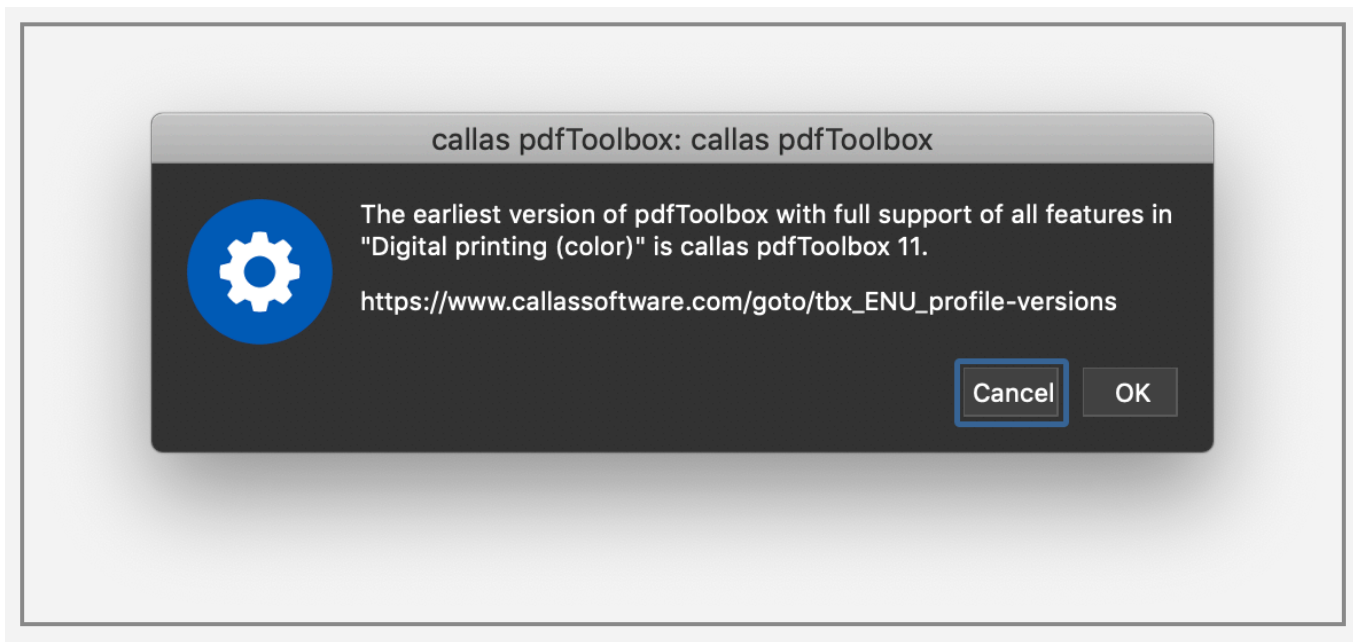 callas pdfToolbox: callas pdfToolbox
The earliest version of pdfToolbox with full support of all features in
"Digital printing (color)" is callas pdfToolbox 11.
https://www.callassoftware.com/goto/tbx_ENU_profile-versions
Cancel
OK